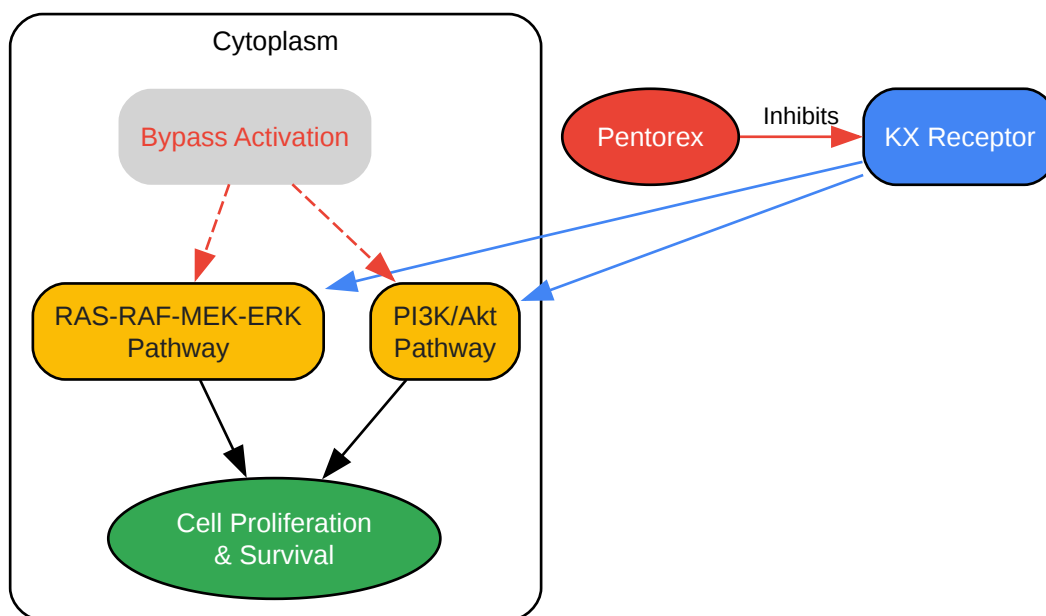 Cytoplasm
Bypass Activation
Pentorex
Inhibits
KX Receptor
RAS-RAF-MEK-ERK
Pathway
PI3K/Akt
Pathway
Cell Proliferation
& Survival